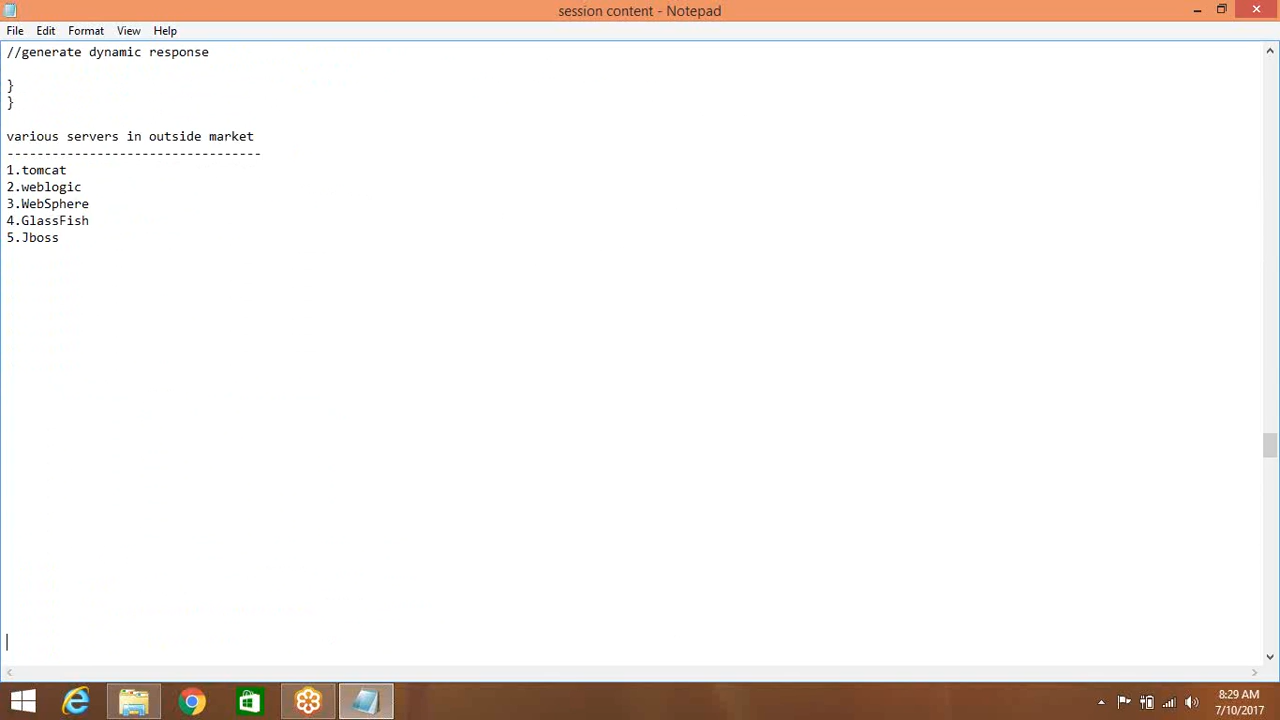 session content - Notepad
File Edit Format View Help
//generate dynamic response
}
}
various servers in outside market
----------------------------------
1.tomcat
2.weblogic
3.WebSphere
4.GlassFish
5.Jboss
8:29 AM
7/10/2017